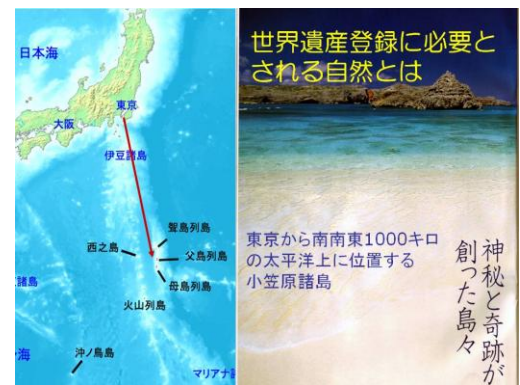 日本海
東京
大阪
伊豆諸島
聟島列島
西之島
父島列島
母島列島
諸島
火山列島
海
沖ノ鳥島
マリアナ諸
世界遺産登録に必要と
される自然とは
東京から南南東1000キロ
の太平洋上に位置する
小笠原諸島
神秘と奇跡が
創った島々